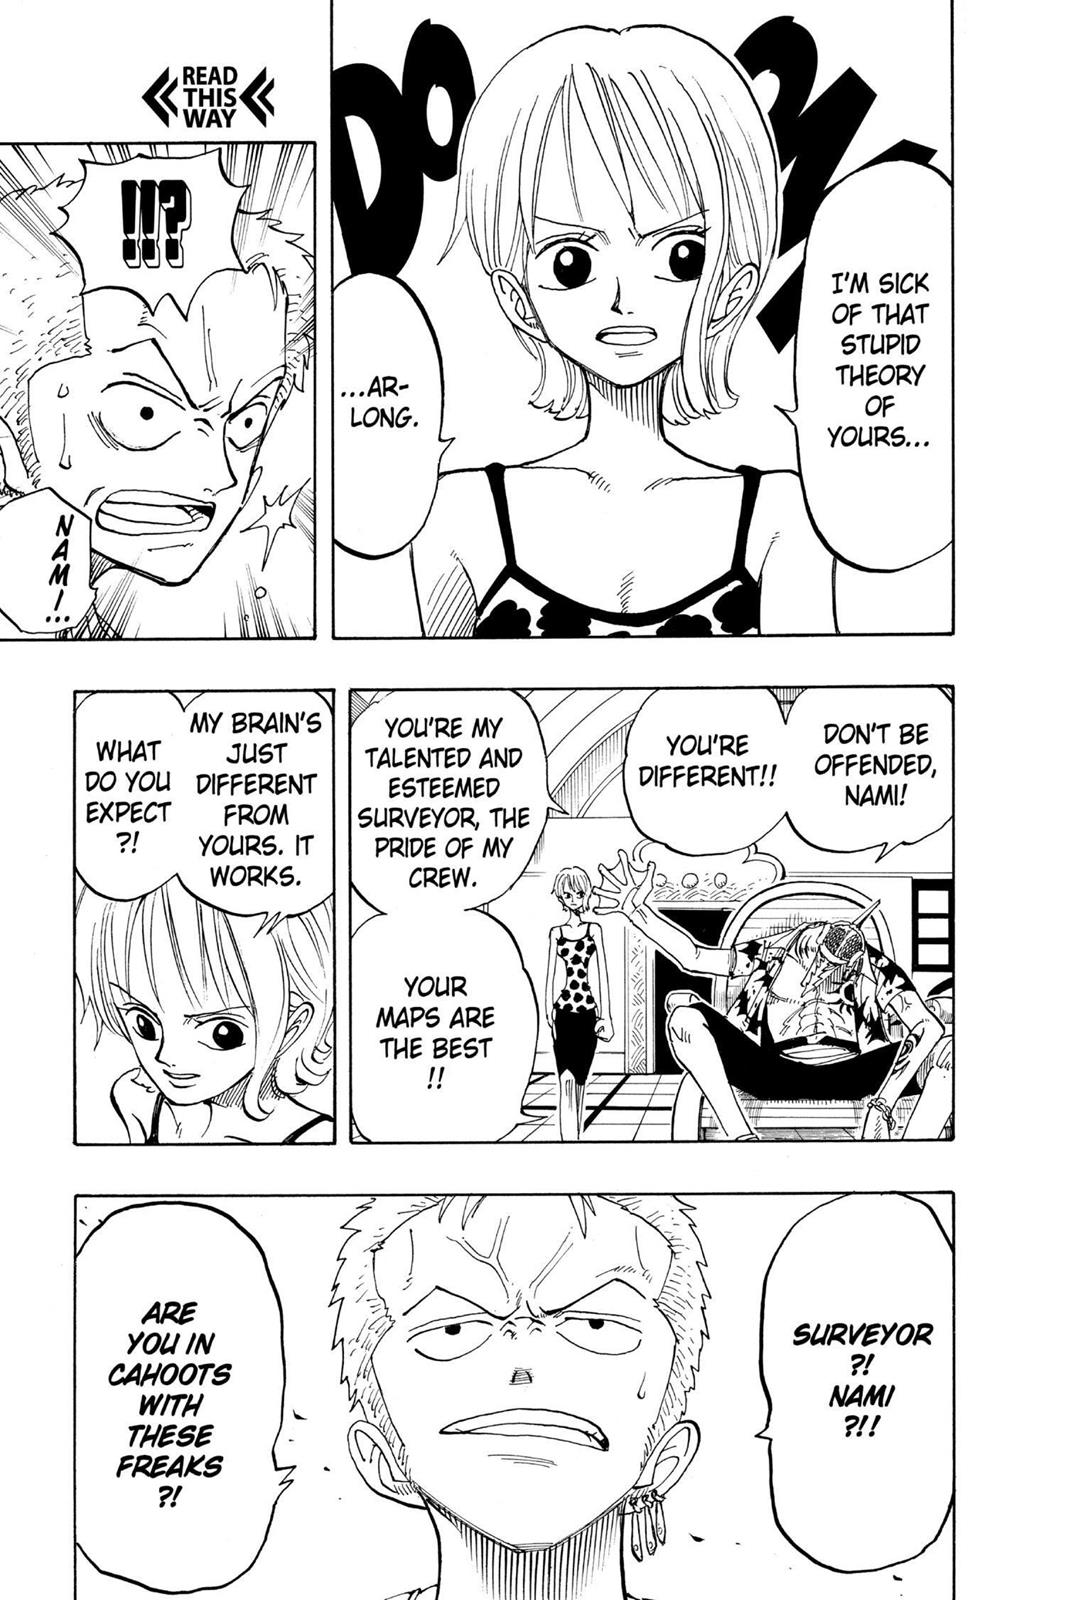 READ
THIS
WAY
I'M SICK
OF THAT
STUPID
THEORY
OF
YOURS...
...AR-
LONG.
!!?
NAMI...
DON'T BE
OFFENDED,
NAMI!
YOU'RE
DIFFERENT!!
YOU'RE MY
TALENTED AND
ESTEEMED
SURVEYOR, THE
PRIDE OF MY
CREW.
YOUR
MAPS ARE
THE BEST
!!
MY BRAIN'S
JUST
DIFFERENT
FROM
YOURS. IT
WORKS.
WHAT
DO YOU
EXPECT
?!
SURVEYOR
?!
NAMI
?!!
ARE
YOU IN
CAHOOTS
WITH
THESE
FREAKS
?!